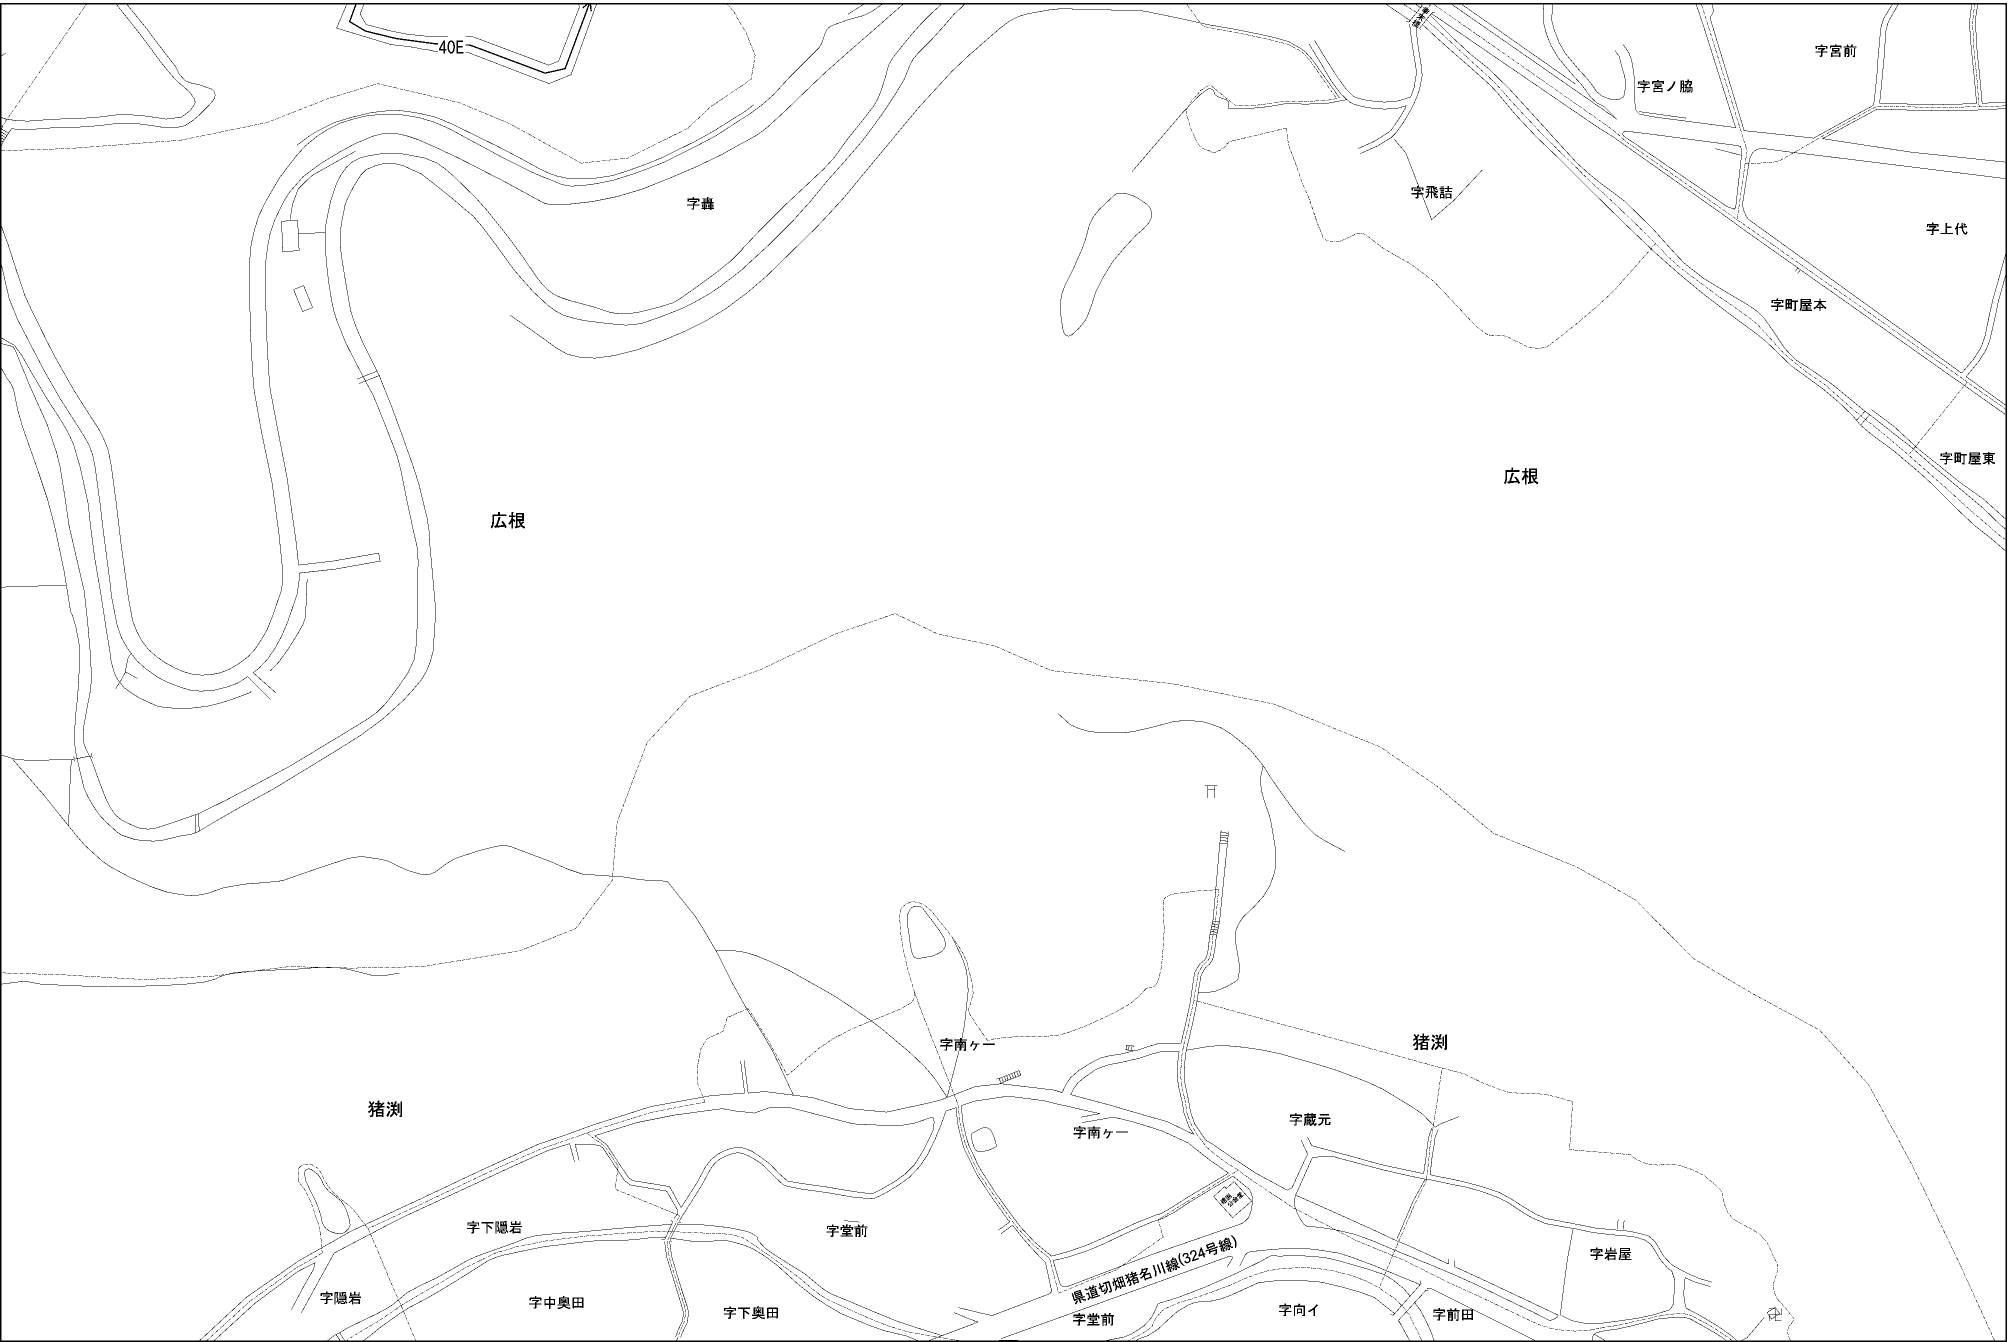 40E
字宮前
字宮ノ脇
字飛詰
字轟
字上代
字町屋本
字町屋東
広根
広根
字南ヶ一
猪渕
猪渕
字蔵元
字南ヶ一
字下隠岩
字堂前
字岩屋
県道切畑猪名川線(324号線)
字隠岩
字中奥田
字下奥田
字堂前
字向イ
字前田